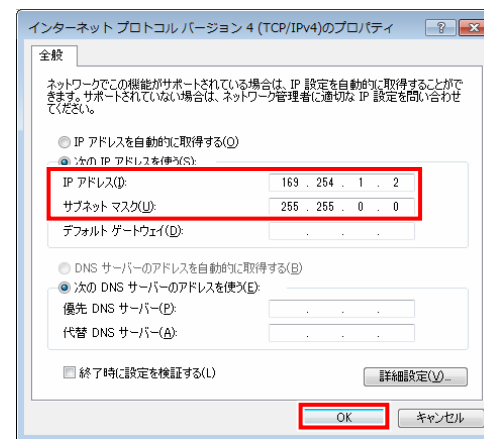 インターネット プロトコル バージョン 4 (TCP/IPv4)のプロパティ
全般
ネットワークでこの機能がサポートされている場合は、IP 設定を自動的に取得することがで
きます。サポートされていない場合は、ネットワーク管理者に適切な IP 設定を問い合わせ
てください。
IP アドレスを自動的に取得する(O)
次の IP アドレスを使う(S):
IP アドレス(I): 169 . 254 . 1 . 2
サブネット マスク(U): 255 . 255 . 0 . 0
デフォルト ゲートウェイ(D): . . .
DNS サーバーのアドレスを自動的に取得する(B)
次の DNS サーバーのアドレスを使う(E):
優先 DNS サーバー(P): . . .
代替 DNS サーバー(A): . . .
終了時に設定を検証する(L)
詳細設定(V)...
OK
キャンセル